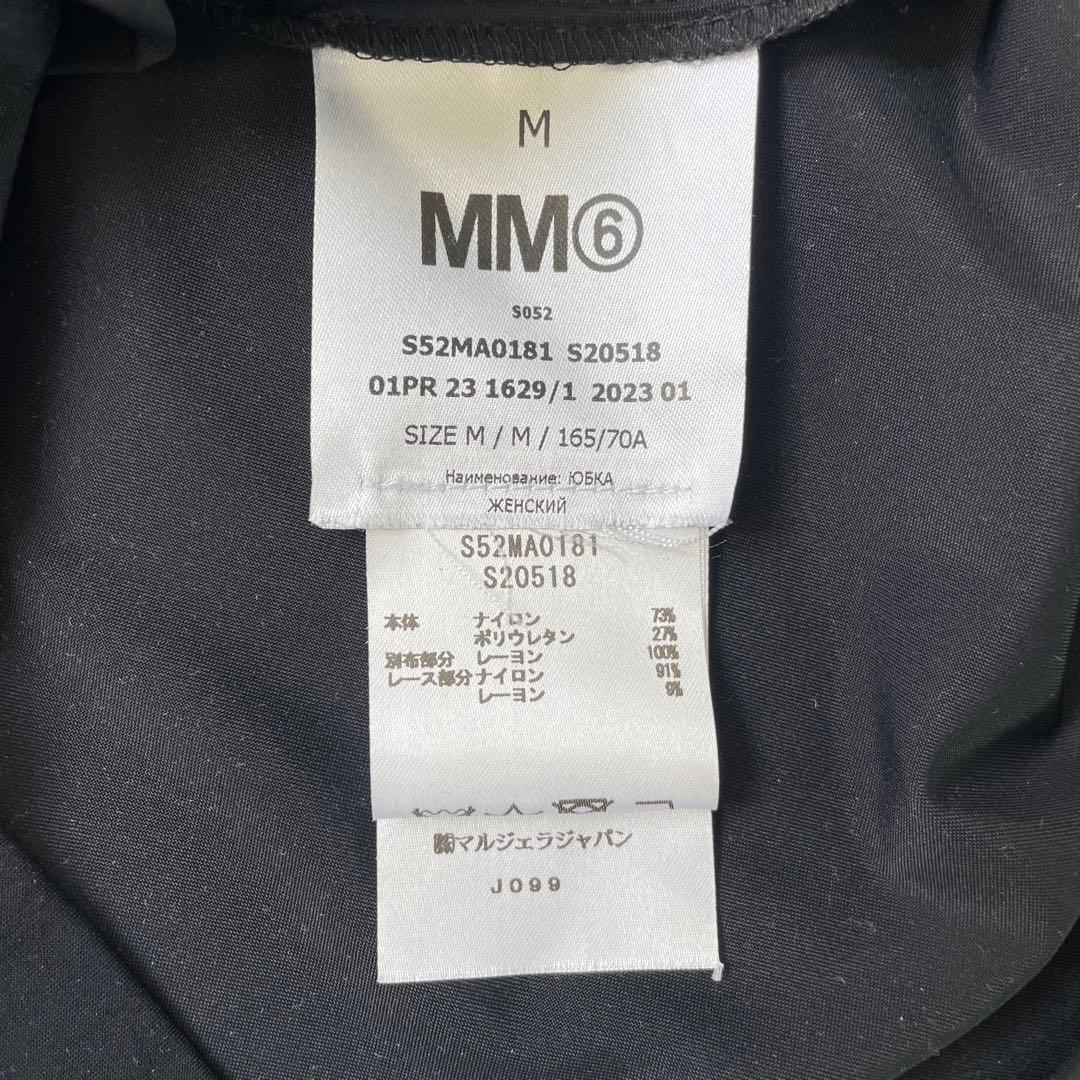 M
MM⑥
S052
S52MA0181 S20518
01PR 23 1629/1 2023 01
SIZE M / M / 165/70A
Наименование: ЮБКА
ЖЕНСКИЙ
S52MA0181
S20518
本体 ナイロン 73%
ポリウレタン 27%
別布部分 レーヨン 100%
レース部分 ナイロン 91%
レーヨン 9%
㈱マルジェラジャパン
J099